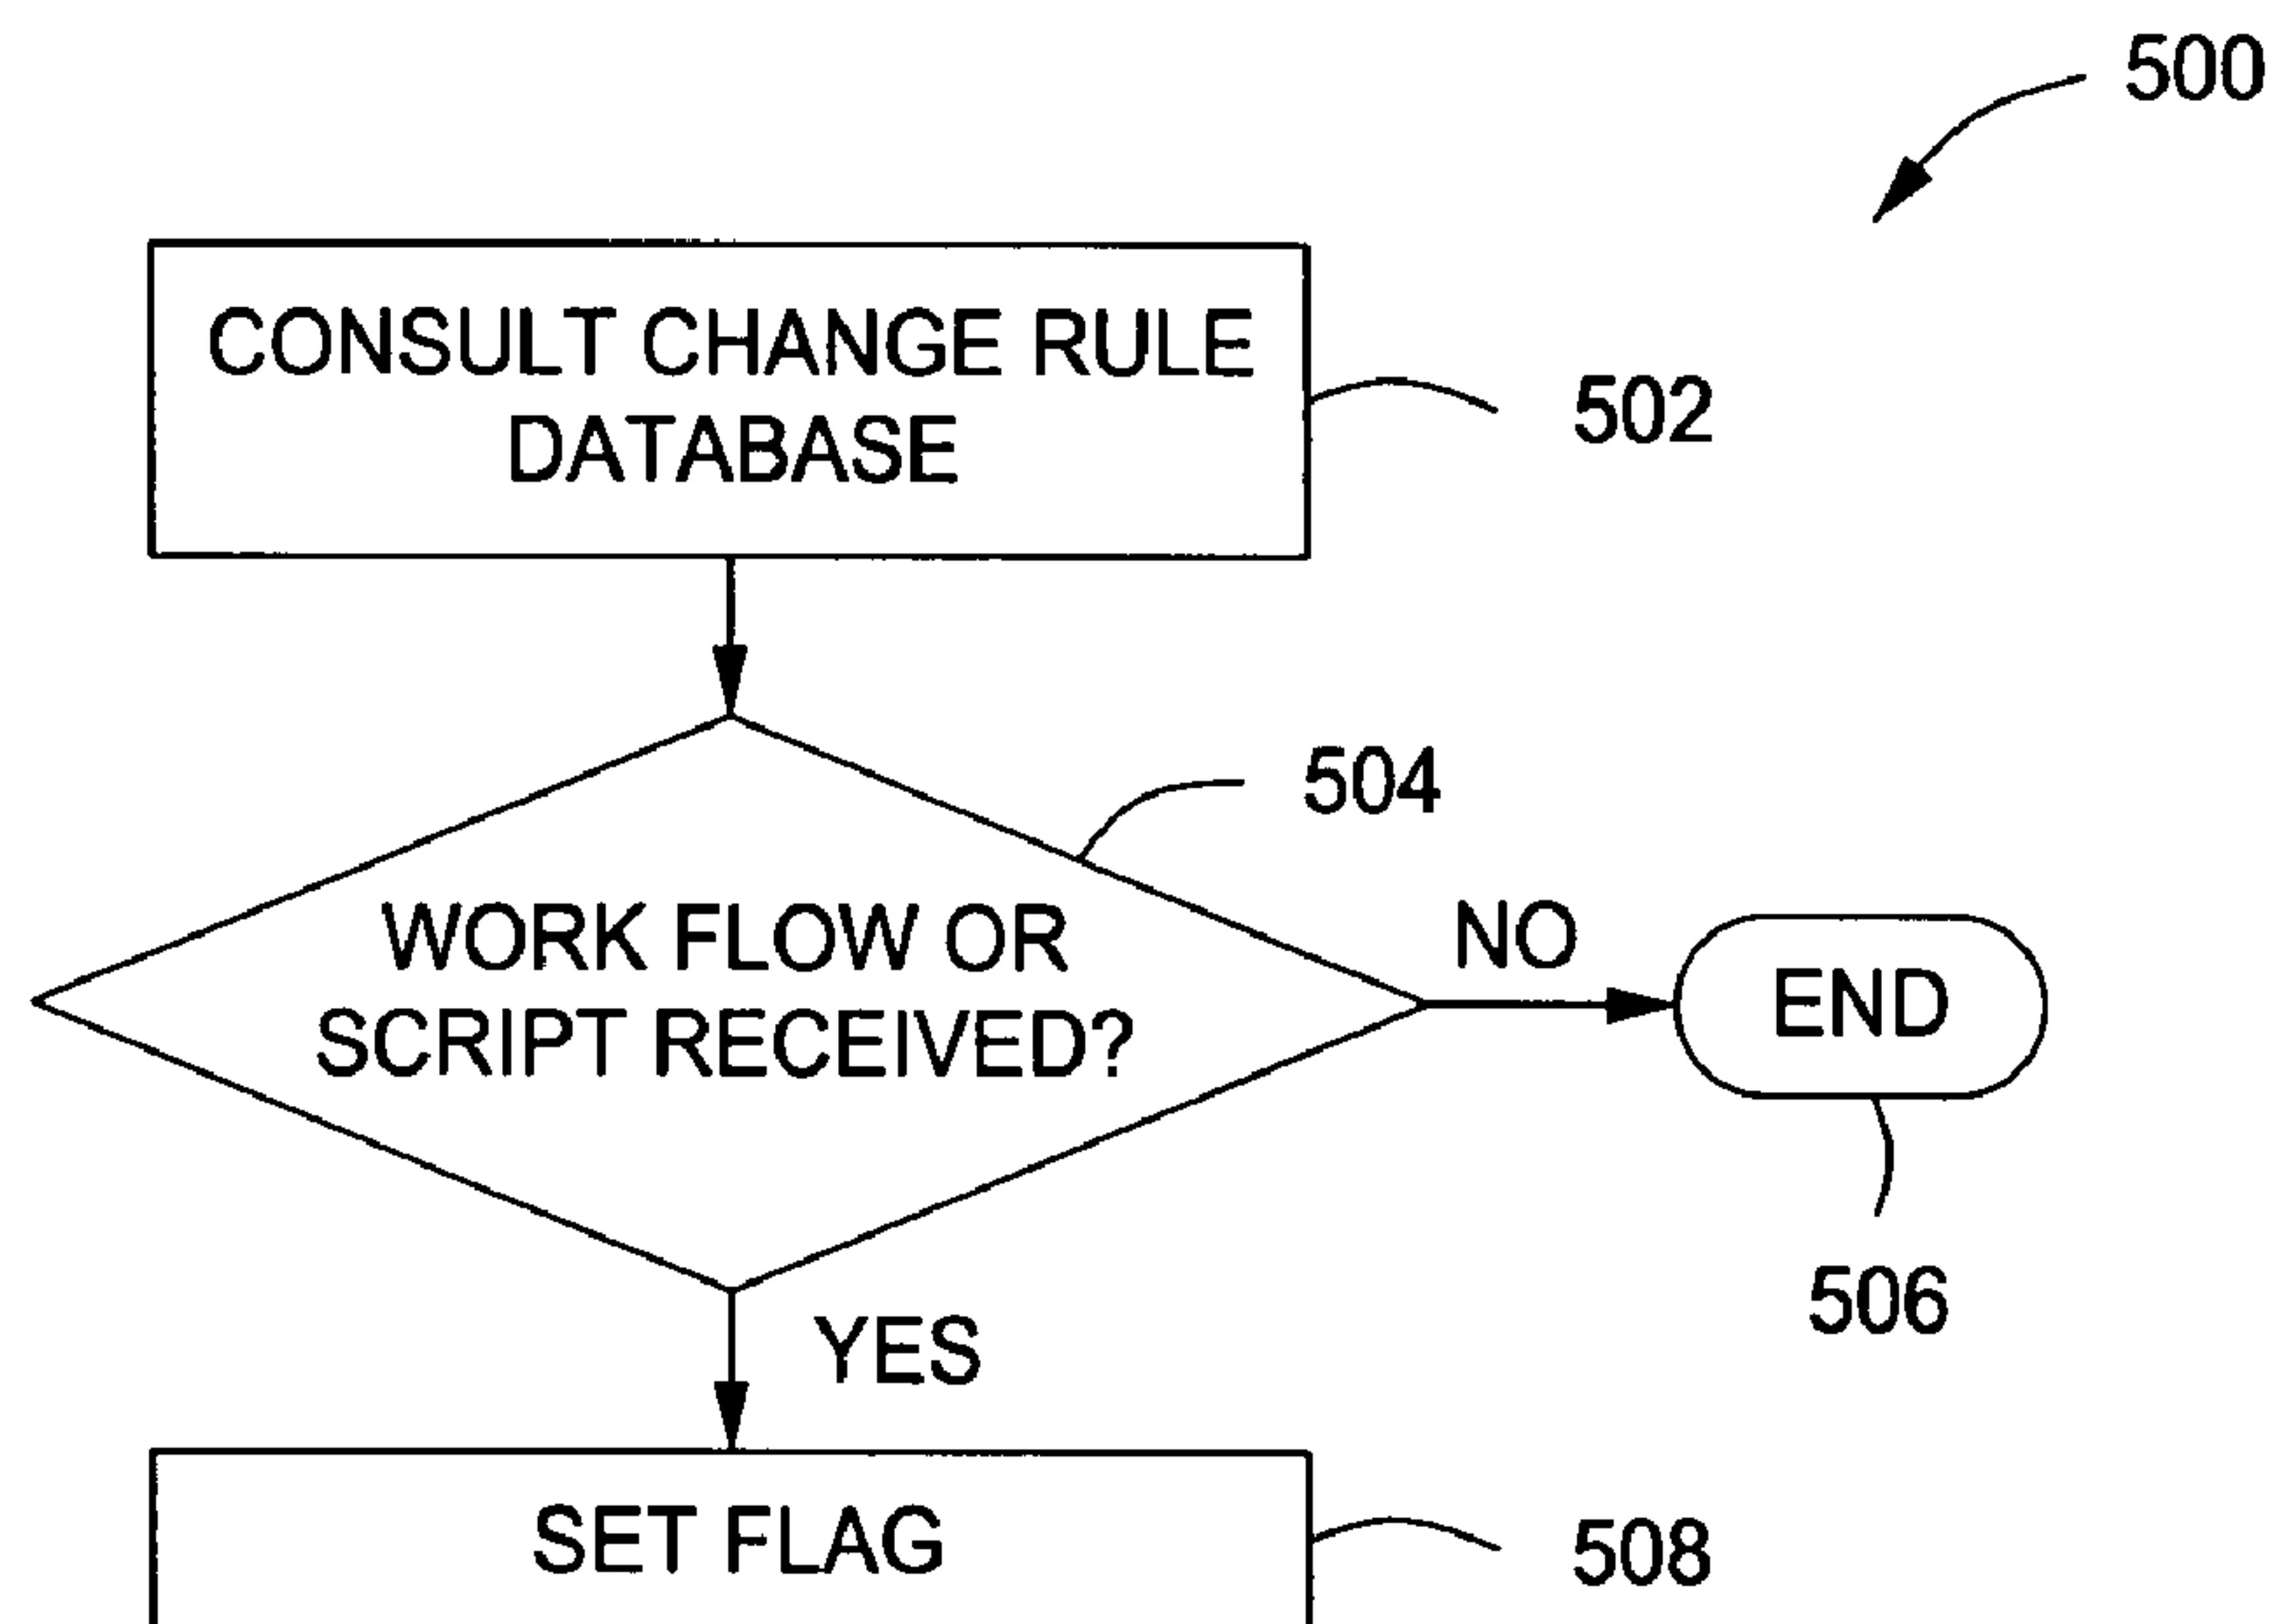 500
CONSULT CHANGE RULE
DATABASE
502
504
WORK FLOW OR
SCRIPT RECEIVED?
NO
END
506
YES
SET FLAG
508